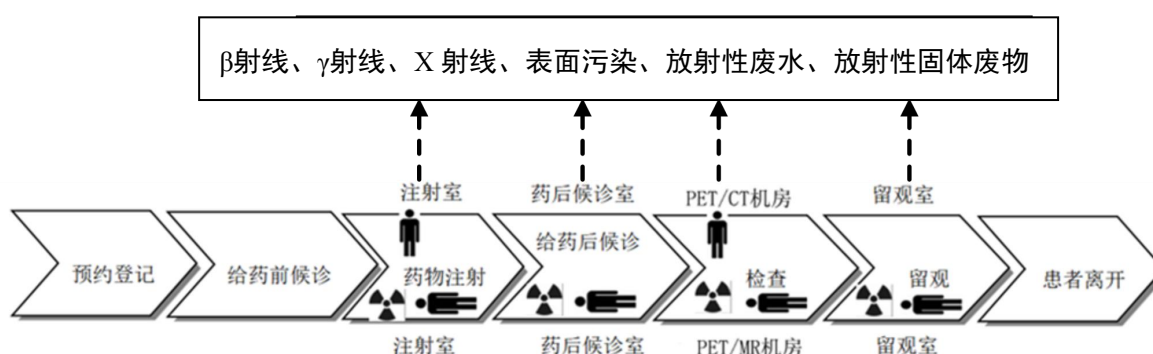 β射线、γ射线、X 射线、表面污染、放射性废水、放射性固体废物
注射室
药后候诊室
PET/CT机房
留观室
预约登记
给药前候诊
药物注射
给药后候诊
检查
留观
患者离开
注射室
药后候诊室
PET/MR机房
留观室